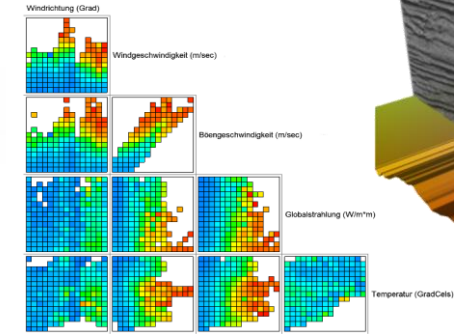 Windrichtung (Grad)
Windgeschwindigkeit (m/sec)
Böengeschwindigkeit (m/sec)
Globalstrahlung (W/m*m)
Temperatur (GradCels)